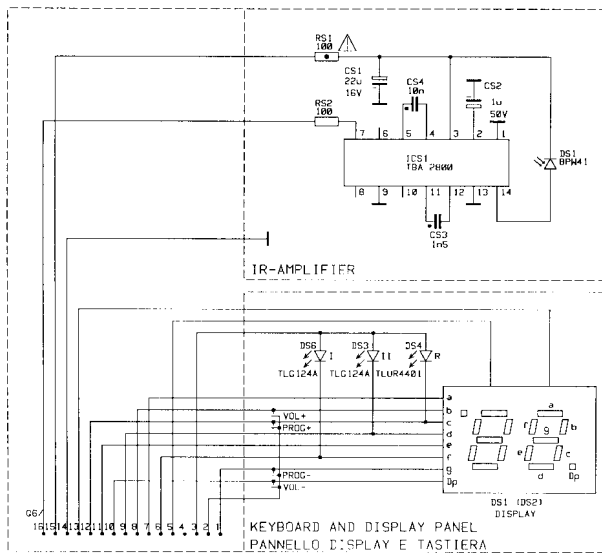 RS1
100
CS1
22u
16V
CS4
10n
CS2
1u
50V
RS2
100
7 6 5 4 3 2 1
ICS1
TBA 2800
DS1
BPW41
8 9 10 11 12 13 14
CS3
1n5
IR-AMPLIFIER
DS6 I
DS3 II
DS4 R
TLG124A
TLG124A
TLUR4401
a
b
c
d
e
f
g
Dp
VOL+
PROG+
PROG-
VOL-
a
f g b
e c
d Dp
DS1 (DS2)
DISPLAY
G6/
16 15 14 13 12 11 10 9 8 7 6 5 4 3 2 1
KEYBOARD AND DISPLAY PANEL
PANNELLO DISPLAY E TASTIERA